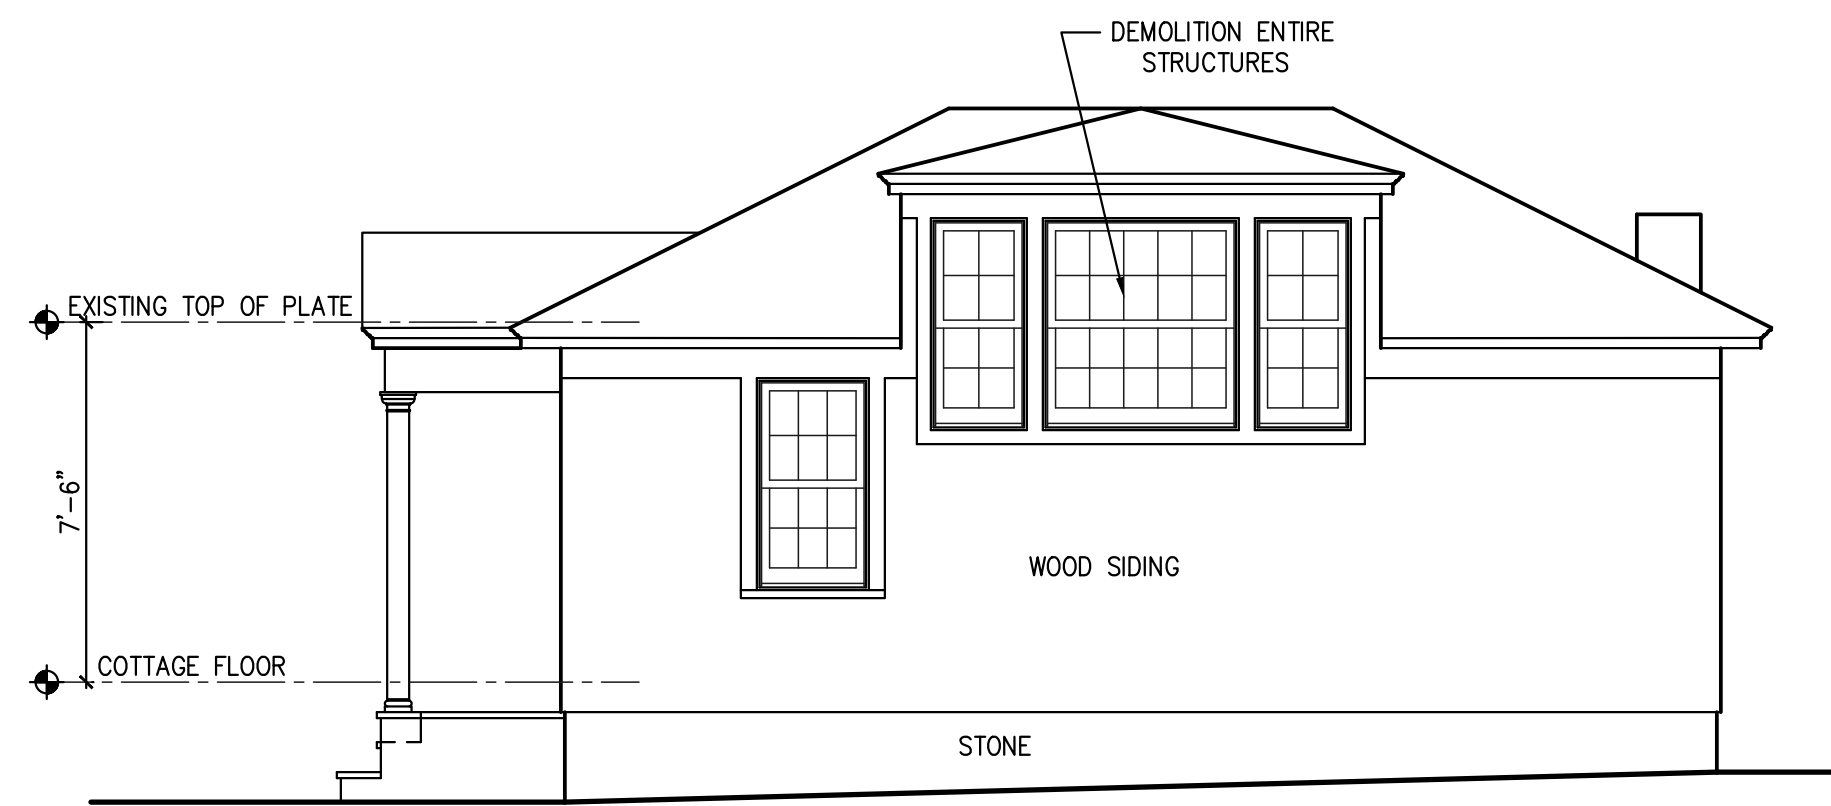 DEMOLITION ENTIRE
STRUCTURES
EXISTING TOP OF PLATE
7'-6"
WOOD SIDING
COTTAGE FLOOR
STONE